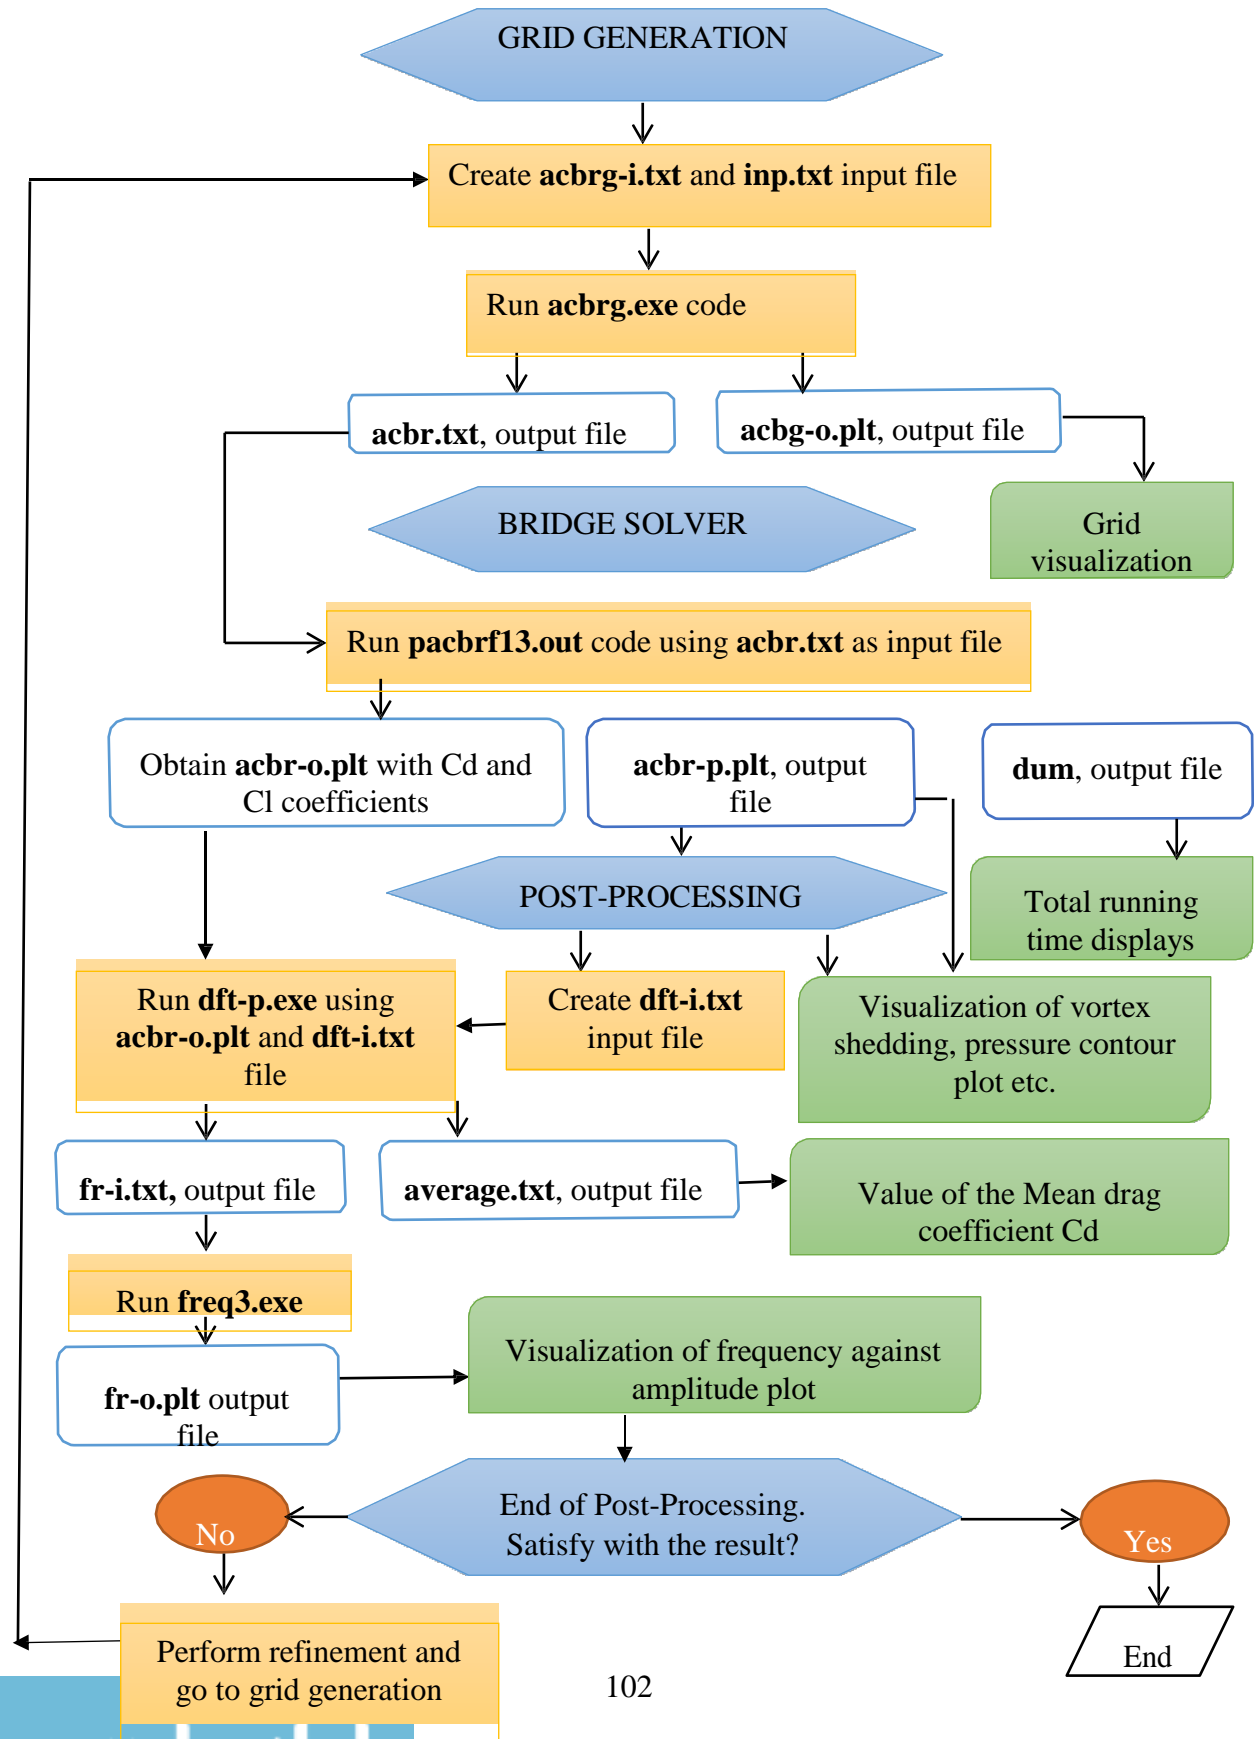 GRID GENERATION
Create acbrg-i.txt and inp.txt input file
Run acbrg.exe code
acbr.txt, output file
acbg-o.plt, output file
BRIDGE SOLVER
Grid
visualization
Run pacbrf13.out code using acbr.txt as input file
Obtain acbr-o.plt with Cd and
Cl coefficients
acbr-p.plt, output
file
dum, output file
POST-PROCESSING
Total running
time displays
Run dft-p.exe using
acbr-o.plt and dft-i.txt
file
Create dft-i.txt
input file
Visualization of vortex
shedding, pressure contour
plot etc.
fr-i.txt, output file
average.txt, output file
Value of the Mean drag
coefficient Cd
Run freq3.exe
Visualization of frequency against
amplitude plot
fr-o.plt output
file
End of Post-Processing.
Satisfy with the result?
No
Yes
Perform refinement and
go to grid generation
End
102